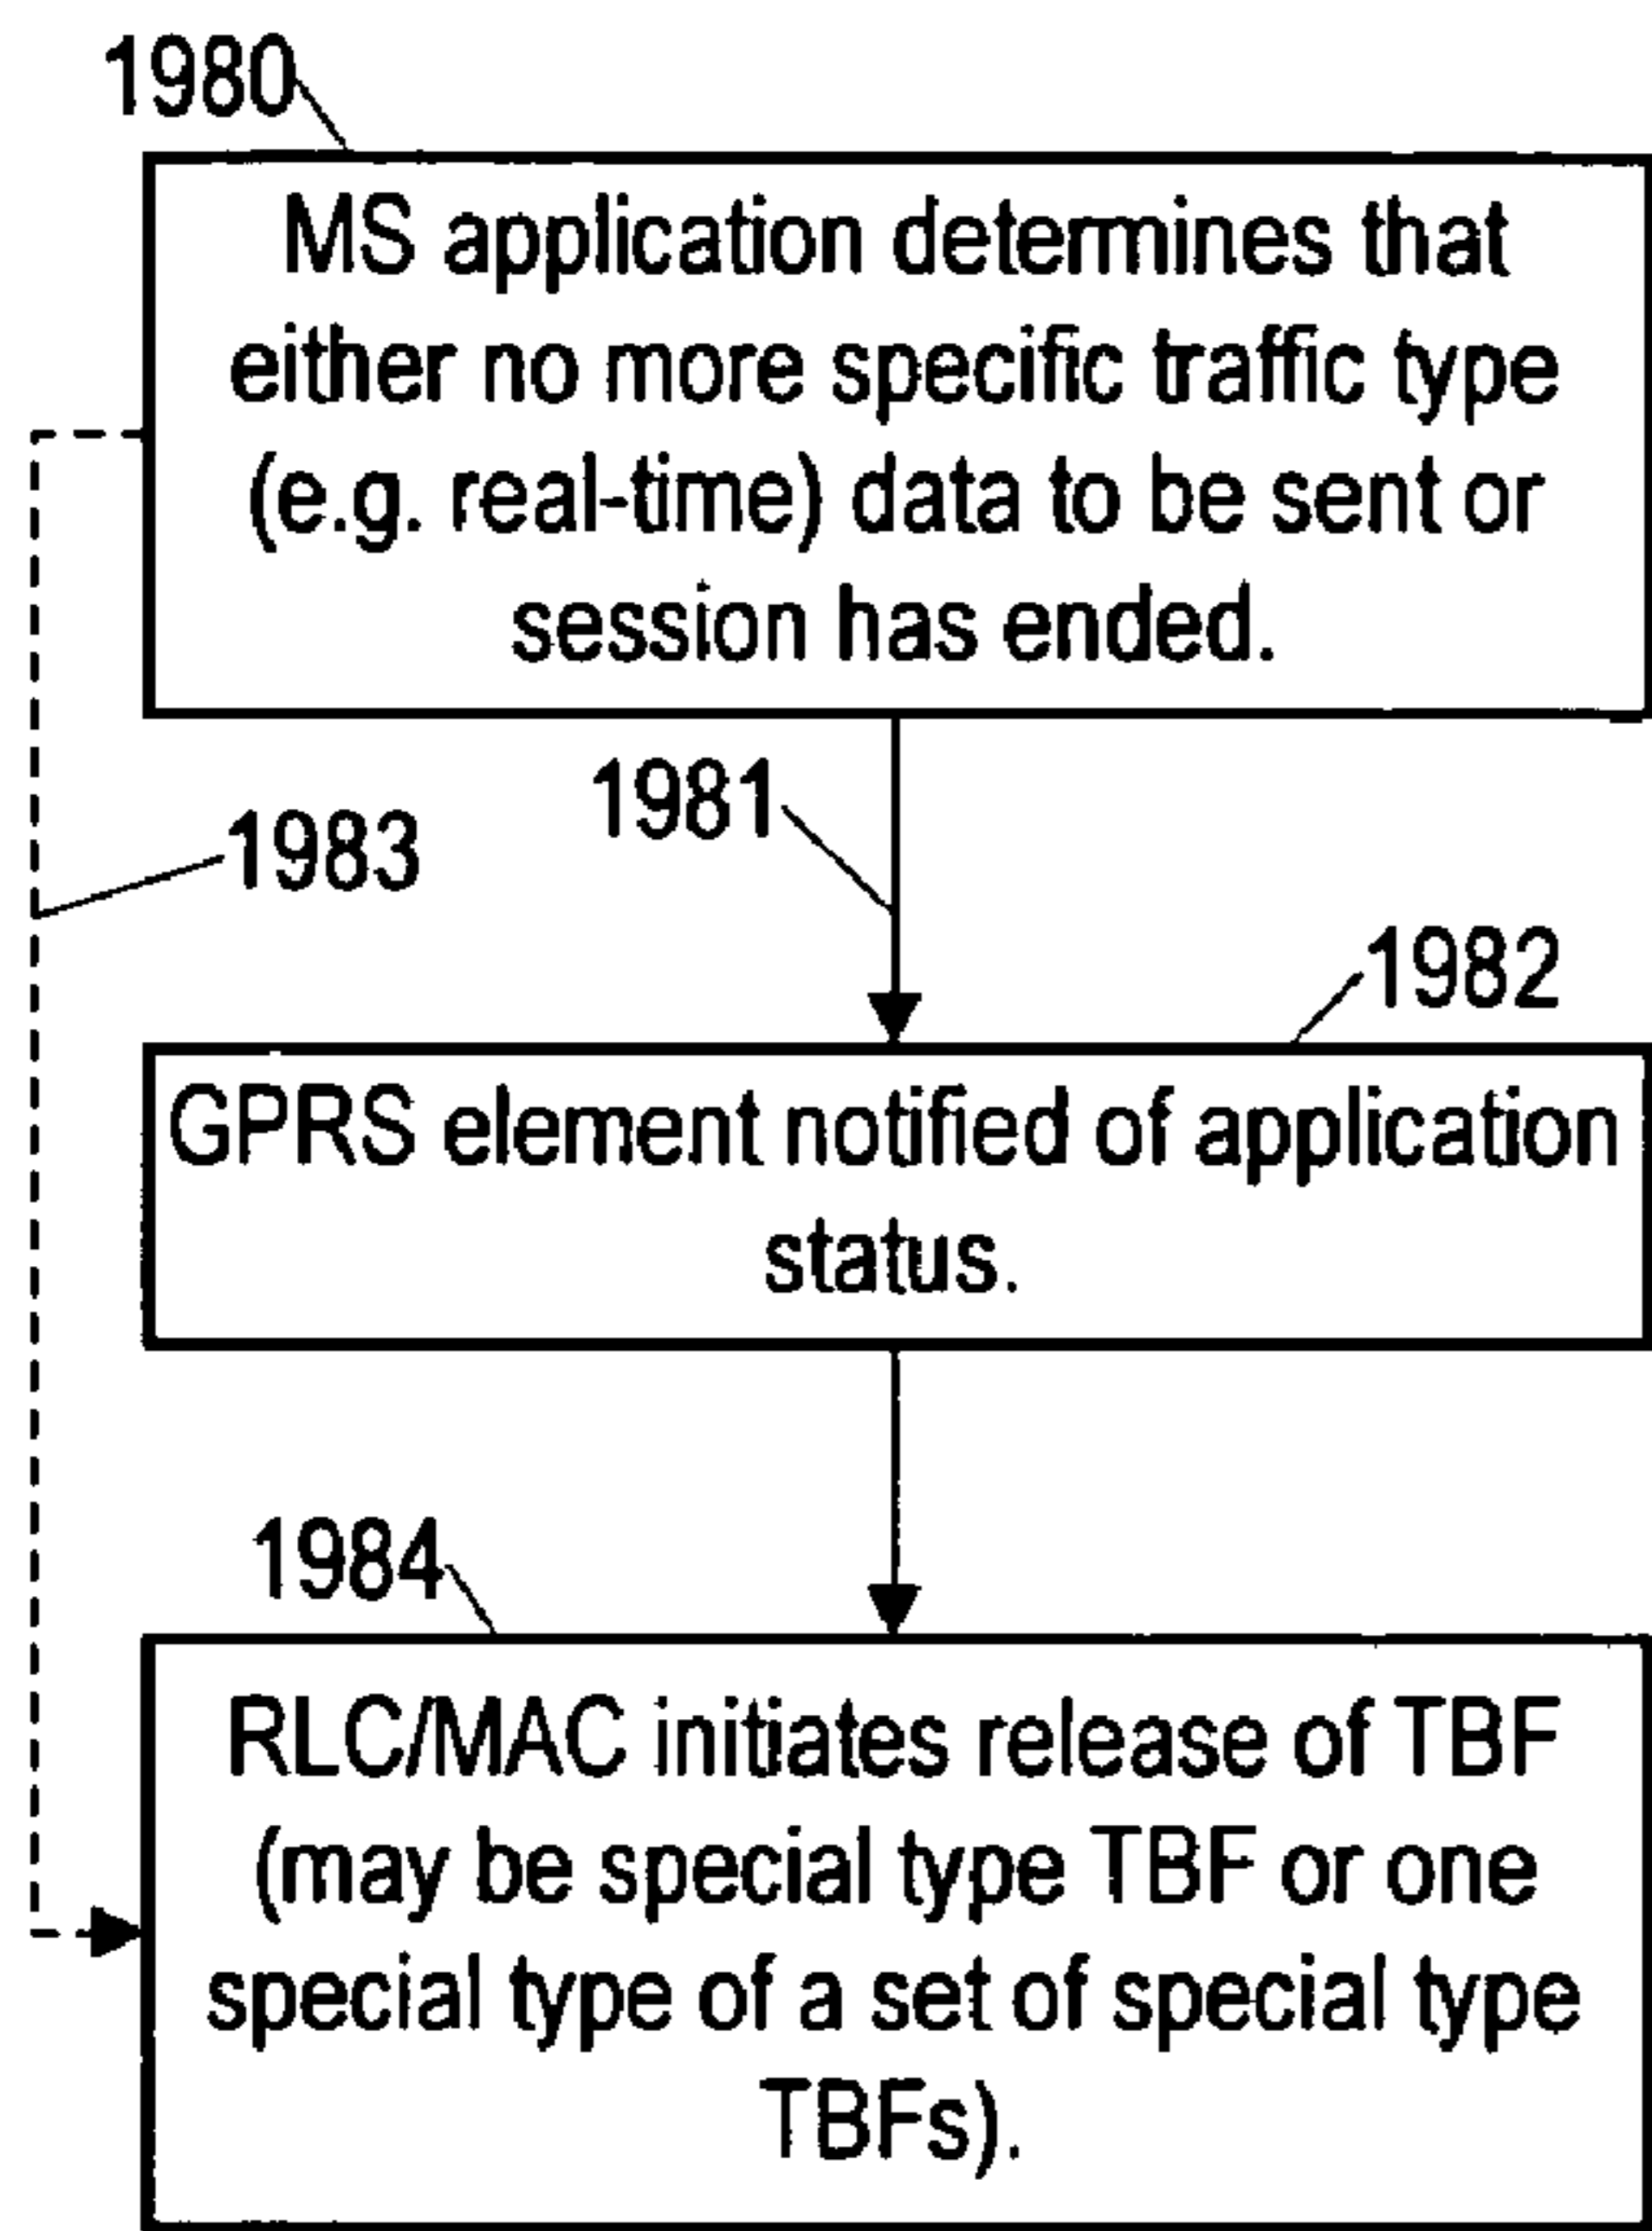 1980
MS application determines that
either no more specific traffic type
(e.g. real-time) data to be sent or
session has ended.
1981
1983
1982
GPRS element notified of application
status.
1984
RLC/MAC initiates release of TBF
(may be special type TBF or one
special type of a set of special type
TBFs).